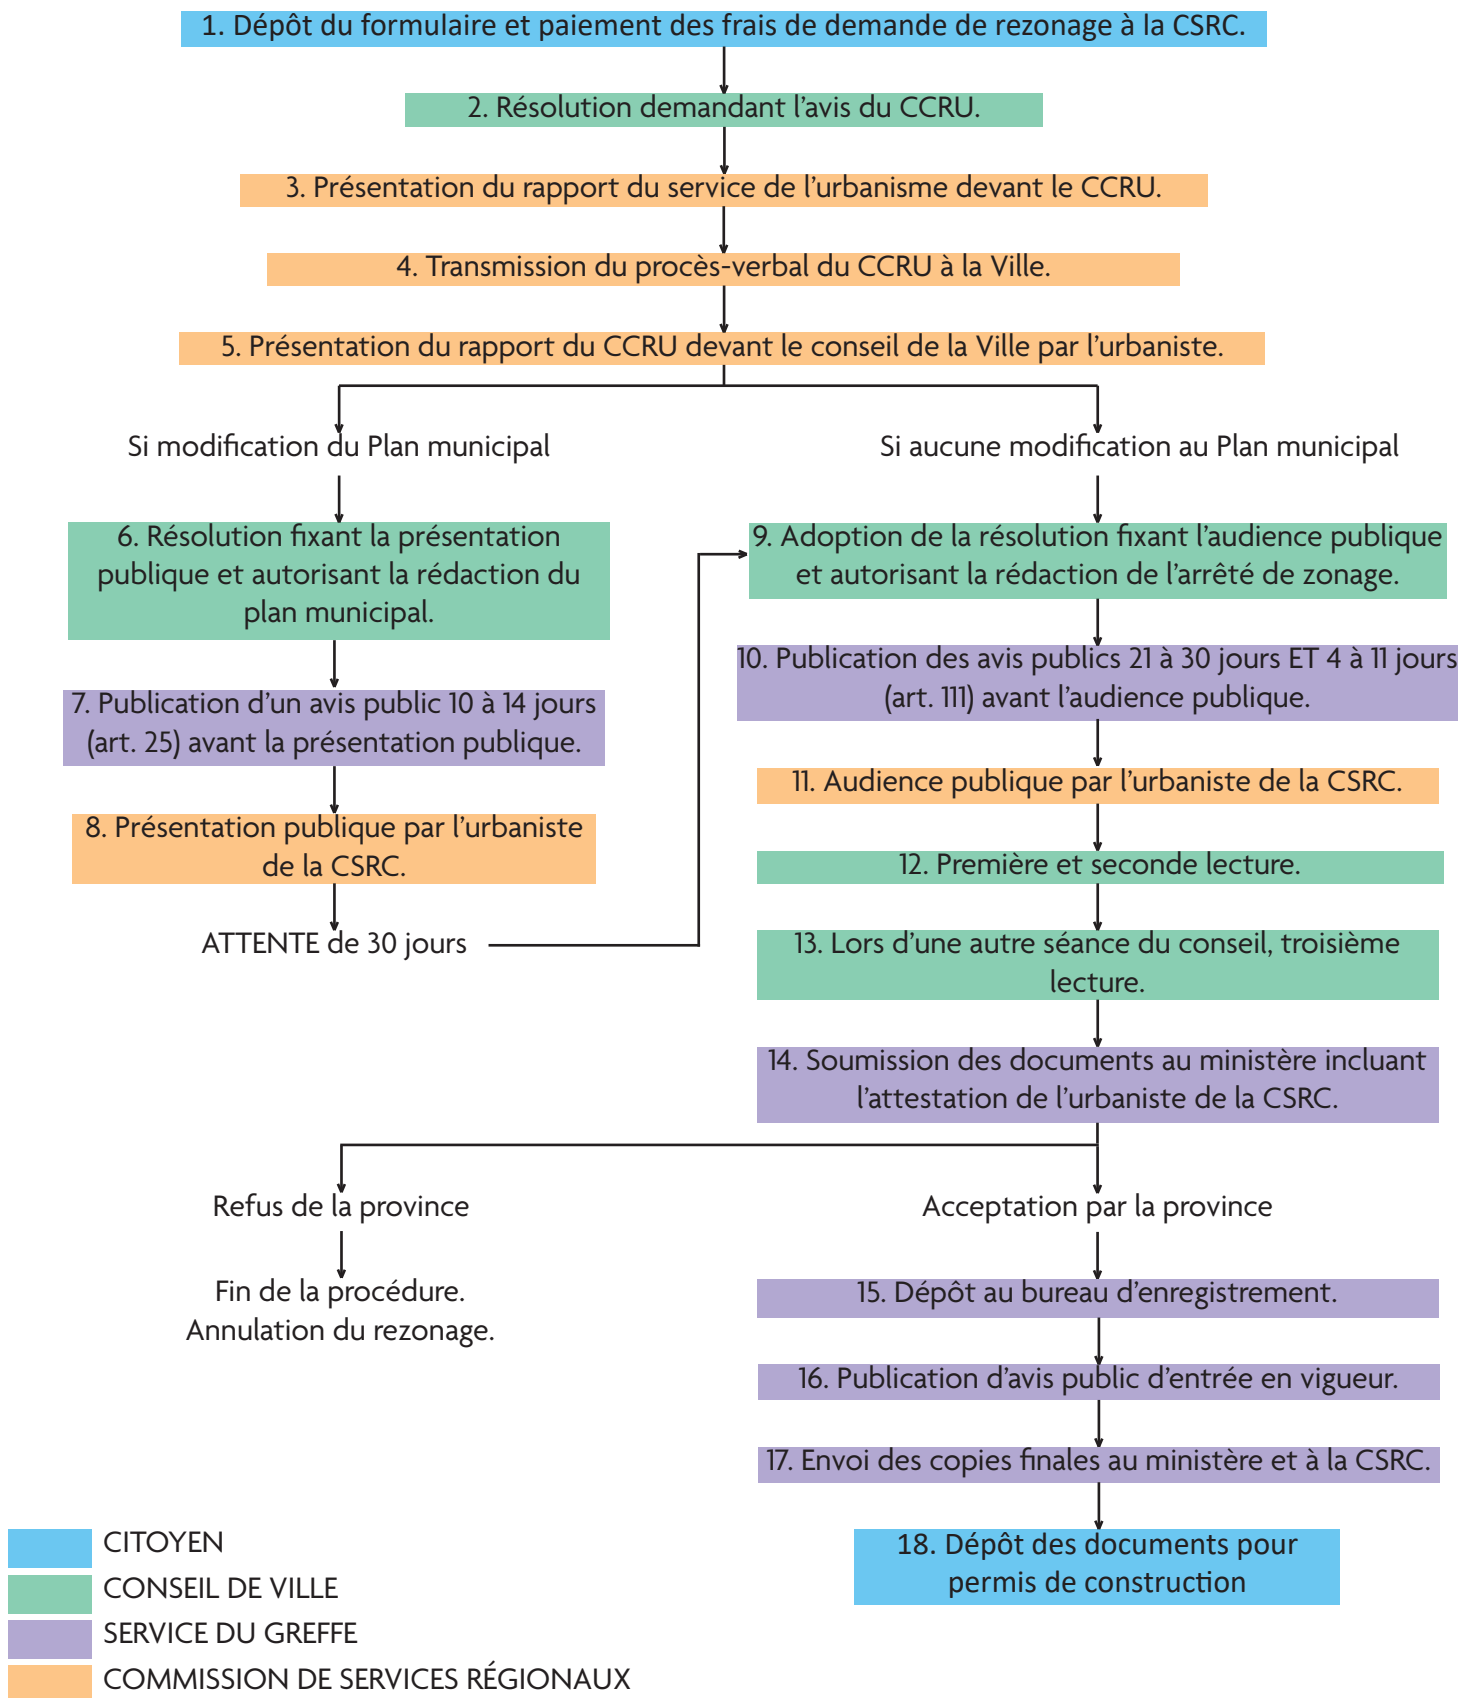 1. Dépôt du formulaire et paiement des frais de demande de rezonage à la CSRC.
2. Résolution demandant l'avis du CCRU.
3. Présentation du rapport du service de l'urbanisme devant le CCRU.
4. Transmission du procès-verbal du CCRU à la Ville.
5. Présentation du rapport du CCRU devant le conseil de la Ville par l'urbaniste.
Si modification du Plan municipal
6. Résolution fixant la présentation
publique et autorisant la rédaction du
plan municipal.
7. Publication d'un avis public 10 à 14 jours
(art. 25) avant la présentation publique.
8. Présentation publique par l'urbaniste
de la CSRC.
ATTENTE de 30 jours
Si aucune modification au Plan municipal
9. Adoption de la résolution fixant l'audience publique
et autorisant la rédaction de l'arrêté de zonage.
10. Publication des avis publics 21 à 30 jours ET 4 à 11 jours
(art. 111) avant l'audience publique.
11. Audience publique par l'urbaniste de la CSRC.
12. Première et seconde lecture.
13. Lors d'une autre séance du conseil, troisième
lecture.
14. Soumission des documents au ministère incluant
l'attestation de l'urbaniste de la CSRC.
Refus de la province
Fin de la procédure.
Annulation du rezonage.
Acceptation par la province
15. Dépôt au bureau d'enregistrement.
16. Publication d'avis public d'entrée en vigueur.
17. Envoi des copies finales au ministère et à la CSRC.
18. Dépôt des documents pour
permis de construction
CITOYEN
CONSEIL DE VILLE
SERVICE DU GREFFE
COMMISSION DE SERVICES RÉGIONAUX